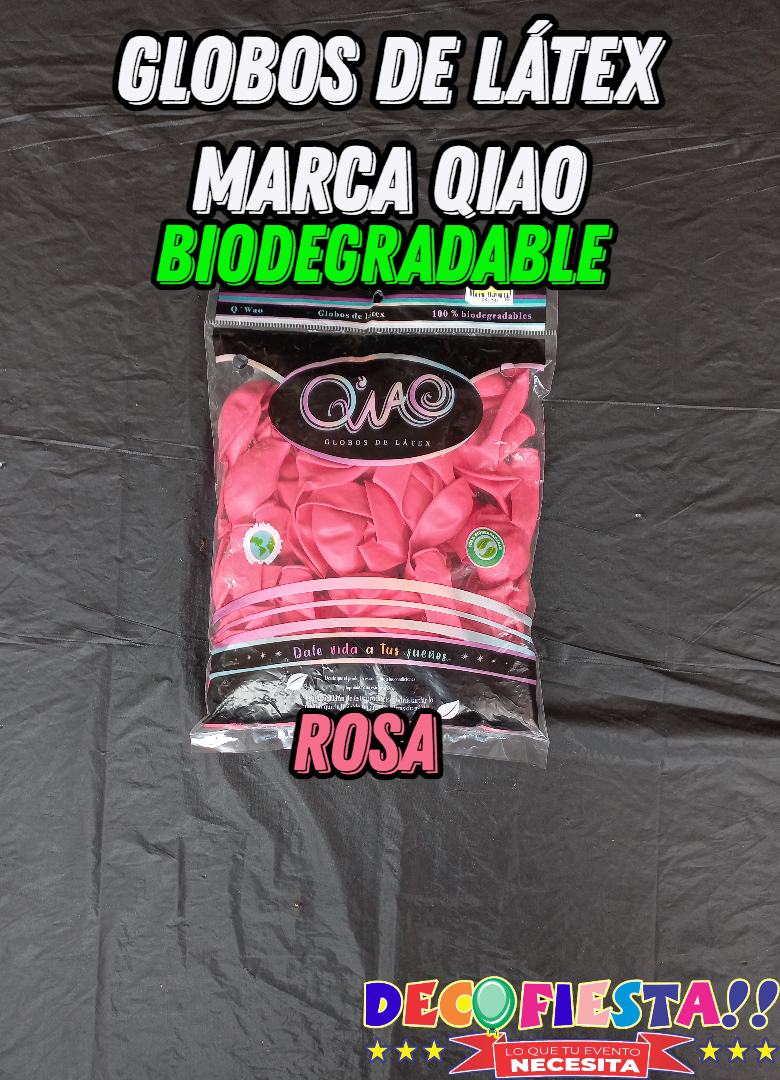 GLOBOS DE LÁTEX
MARCA QIAO
BIODEGRADABLE
Q´Wao Globos de látex 100 % biodegradables
Q'WAO
GLOBOS DE LÁTEX
Dale vida a Tus sueños
ROSA
DECOFIESTA!!
LO QUE TU EVENTO
NECESITA